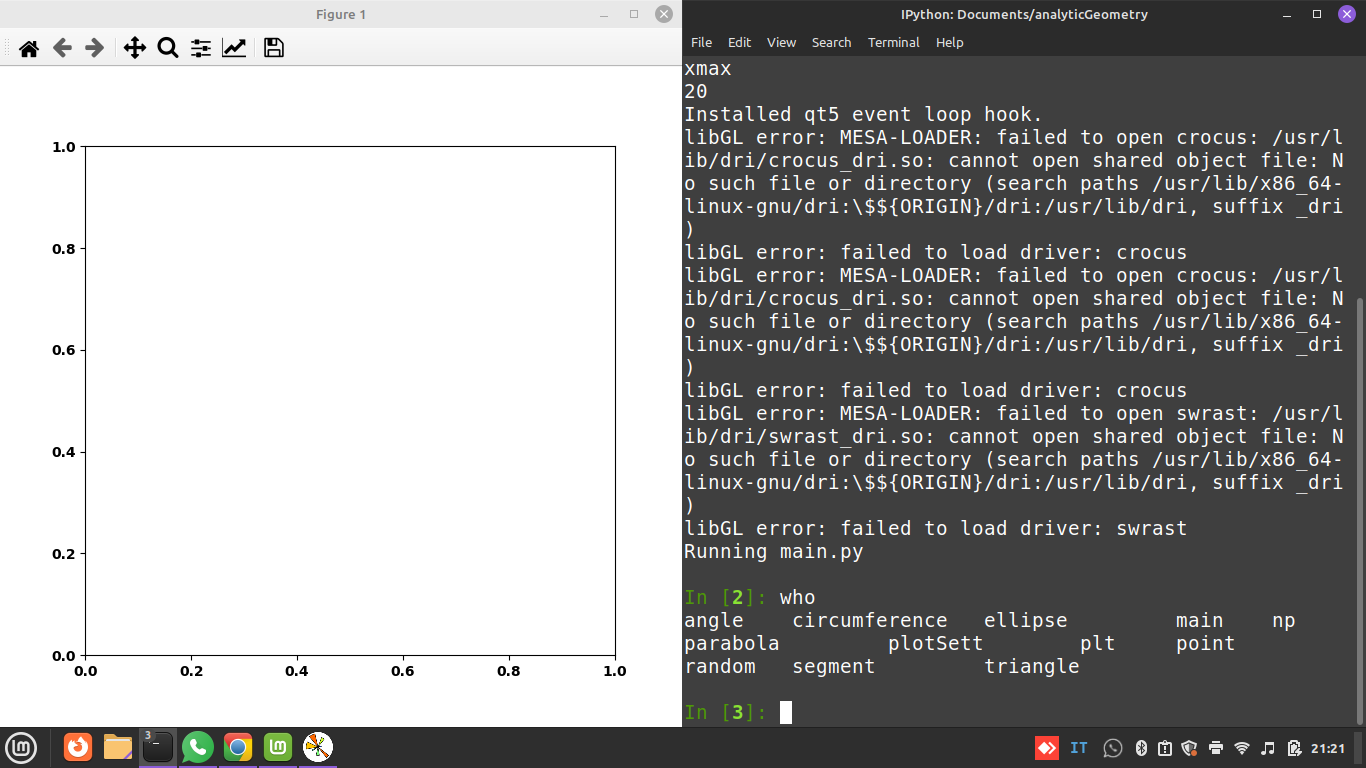 Figure 1
1.0
0.8
0.6
0.4
0.2
0.0
0.0 0.2 0.4 0.6 0.8 1.0
IPython: Documents/analyticGeometry
File Edit View Search Terminal Help
xmax
20
Installed qt5 event loop hook.
libGL error: MESA-LOADER: failed to open crocus: /usr/l
ib/dri/crocus_dri.so: cannot open shared object file: N
o such file or directory (search paths /usr/lib/x86_64-
linux-gnu/dri:\$${ORIGIN}/dri:/usr/lib/dri, suffix _dri
)
libGL error: failed to load driver: crocus
libGL error: MESA-LOADER: failed to open crocus: /usr/l
ib/dri/crocus_dri.so: cannot open shared object file: N
o such file or directory (search paths /usr/lib/x86_64-
linux-gnu/dri:\$${ORIGIN}/dri:/usr/lib/dri, suffix _dri
)
libGL error: failed to load driver: crocus
libGL error: MESA-LOADER: failed to open swrast: /usr/l
ib/dri/swrast_dri.so: cannot open shared object file: N
o such file or directory (search paths /usr/lib/x86_64-
linux-gnu/dri:\$${ORIGIN}/dri:/usr/lib/dri, suffix _dri
)
libGL error: failed to load driver: swrast
Running main.py
In [2]: who
angle circumference ellipse main np
parabola plotSett plt point
random segment triangle
In [3]:
3
IT
21:21